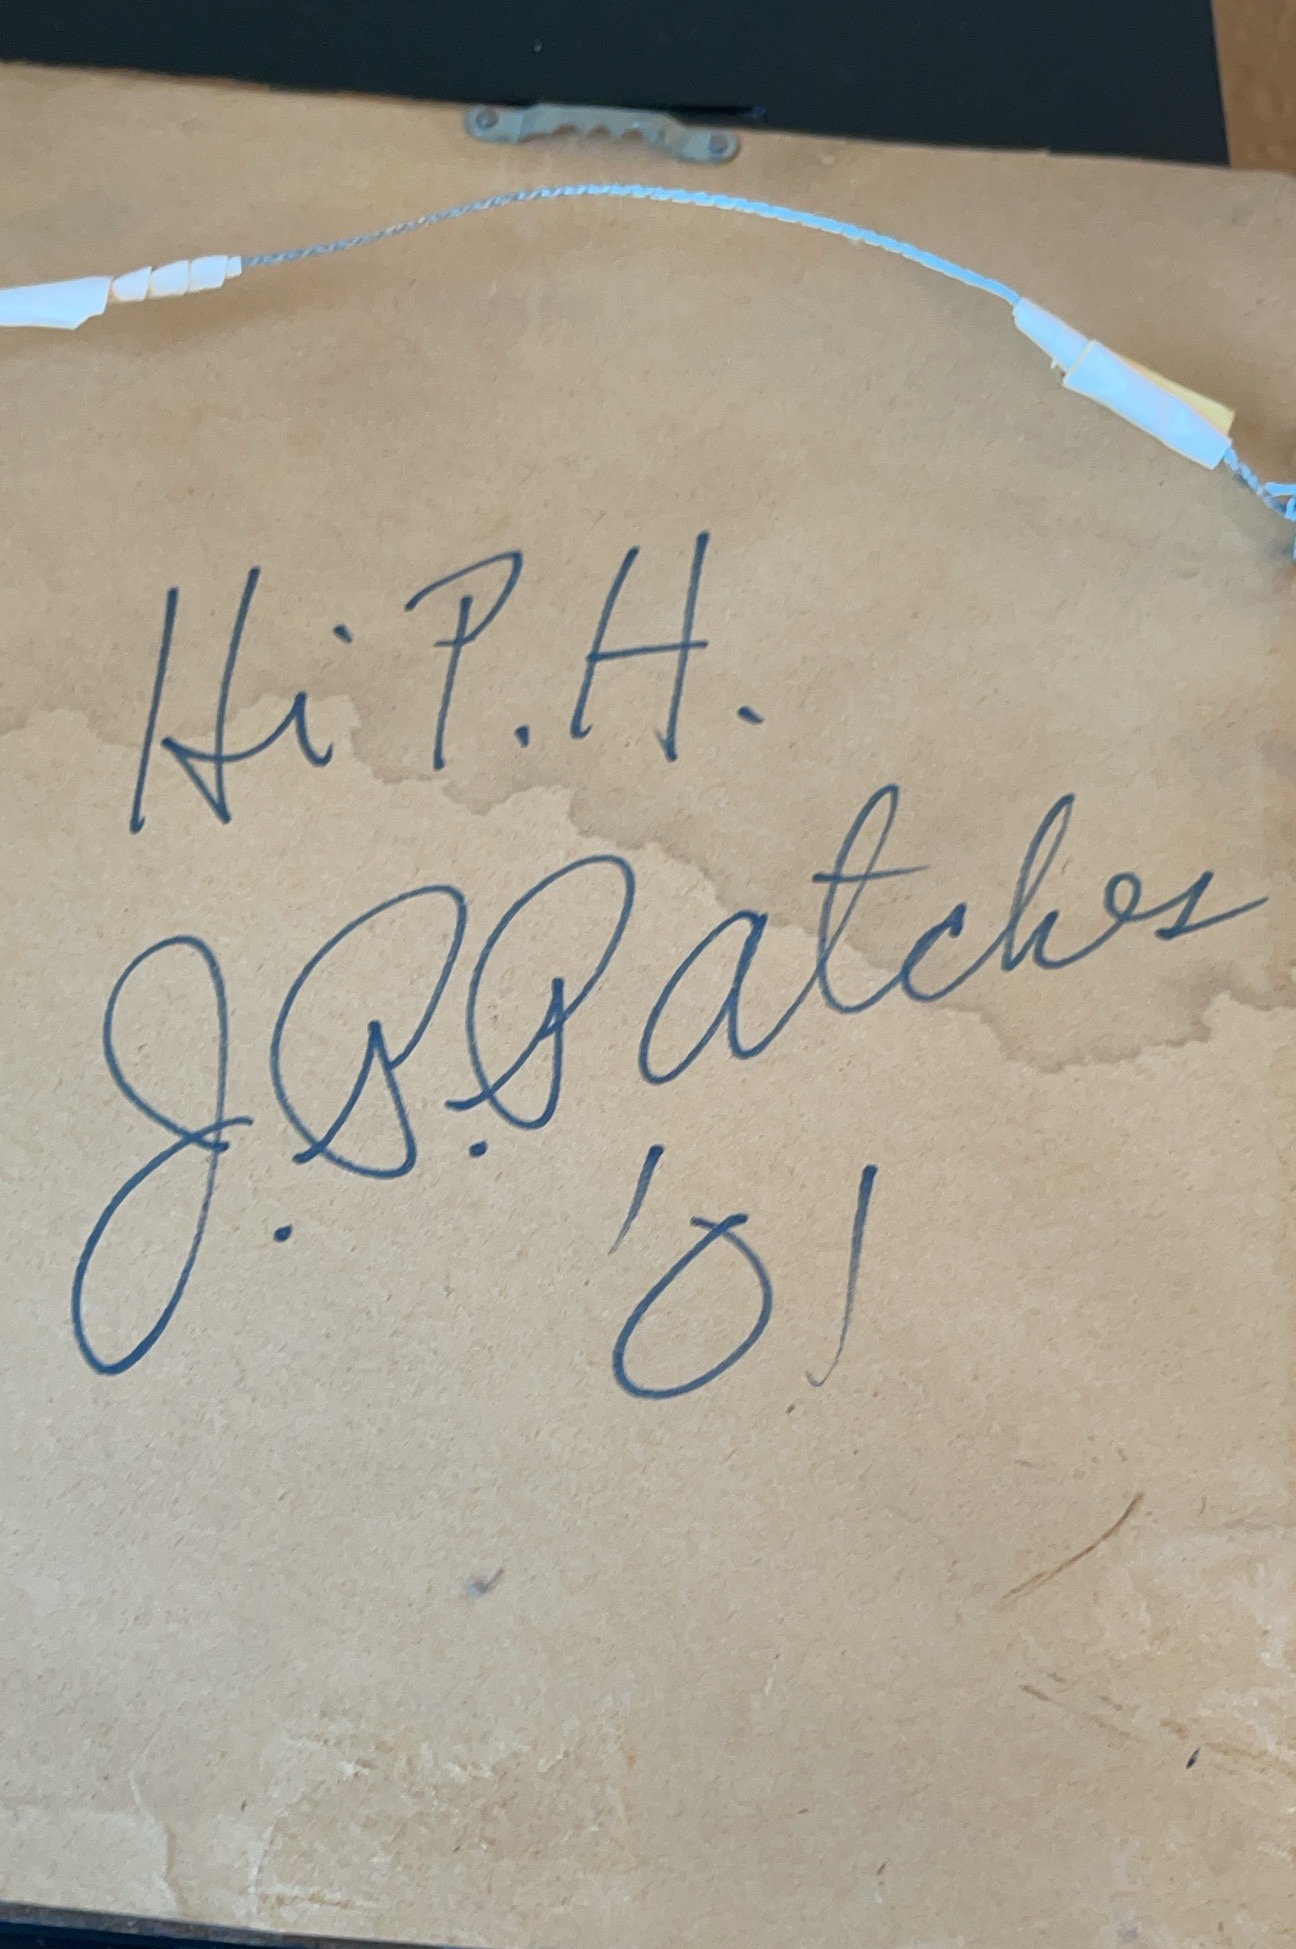 Hi P.H.
J.P. Patches
'01